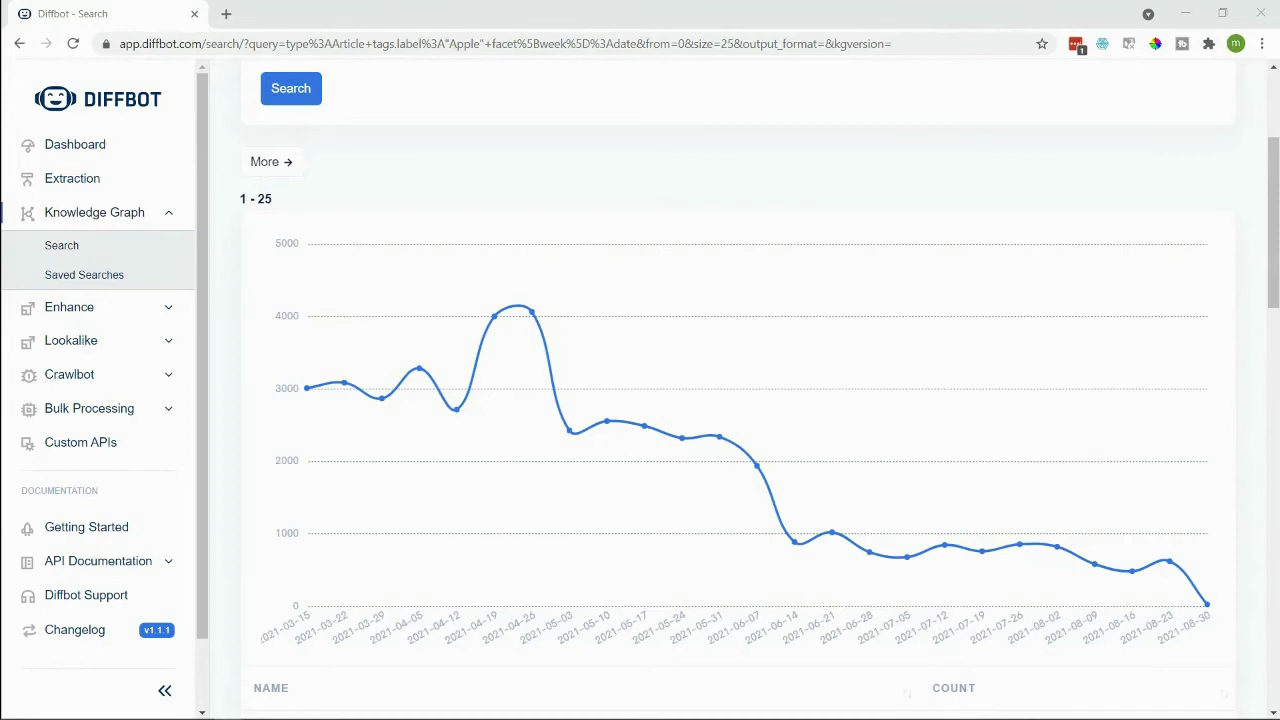 Diffbot - Search
app.diffbot.com/search/?query=type%3AArticle tags.label%3A"Apple"+facet%5Bweek%5D%3Adate&from=0&size=25&output_format=&kgversion
1
m
DIFFBOT
Dashboard
Extraction
Knowledge Graph
Search
Saved Searches
Enhance
Lookalike
Crawlbot
Bulk Processing
Custom APIs
DOCUMENTATION
Getting Started
API Documentation
Diffbot Support
Changelog v1.1.1
Search
More →
1 - 25
5000
4000
3000
2000
1000
0
2021-03-15 2021-03-22 2021-03-29 2021-04-05 2021-04-12 2021-04-19 2021-04-26 2021-05-03 2021-05-10 2021-05-17 2021-05-24 2021-05-31 2021-06-07 2021-06-14 2021-06-21 2021-06-28 2021-07-05 2021-07-12 2021-07-19 2021-07-26 2021-08-02 2021-08-09 2021-08-16 2021-08-23 2021-08-30
NAME COUNT